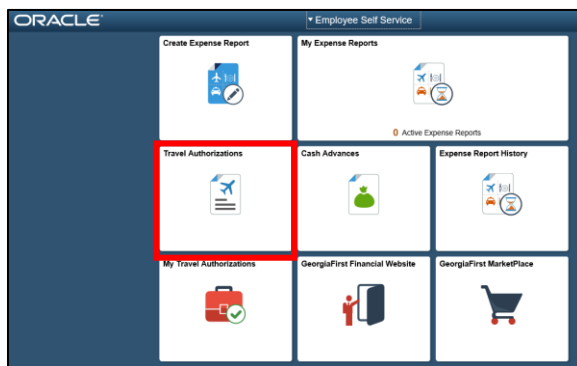 ORACLE
Employee Self Service
Create Expense Report
My Expense Reports
0 Active Expense Reports
Travel Authorizations
Cash Advances
Expense Report History
My Travel Authorizations
GeorgiaFirst Financial Website
GeorgiaFirst MarketPlace